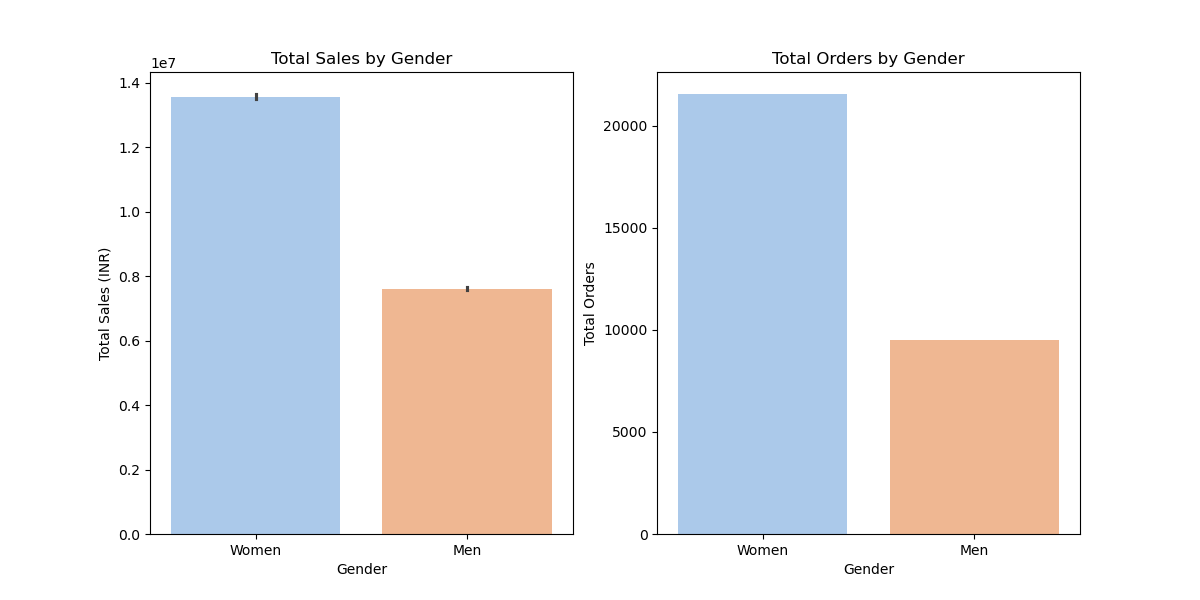 Total Sales by Gender
1e7
1.4
1.2
1.0
0.8
0.6
0.4
0.2
0.0
Total Sales (INR)
Women
Men
Gender
Total Orders by Gender
20000
15000
10000
5000
0
Total Orders
Women
Men
Gender